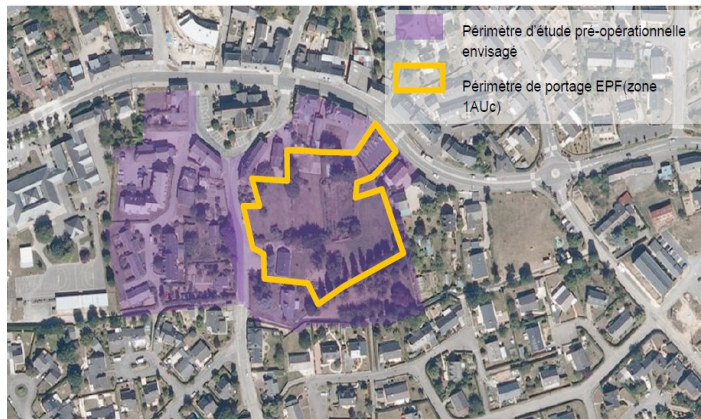 Périmètre d'étude pré-opérationnelle
envisagé
Périmètre de portage EPF(zone
1AUc)